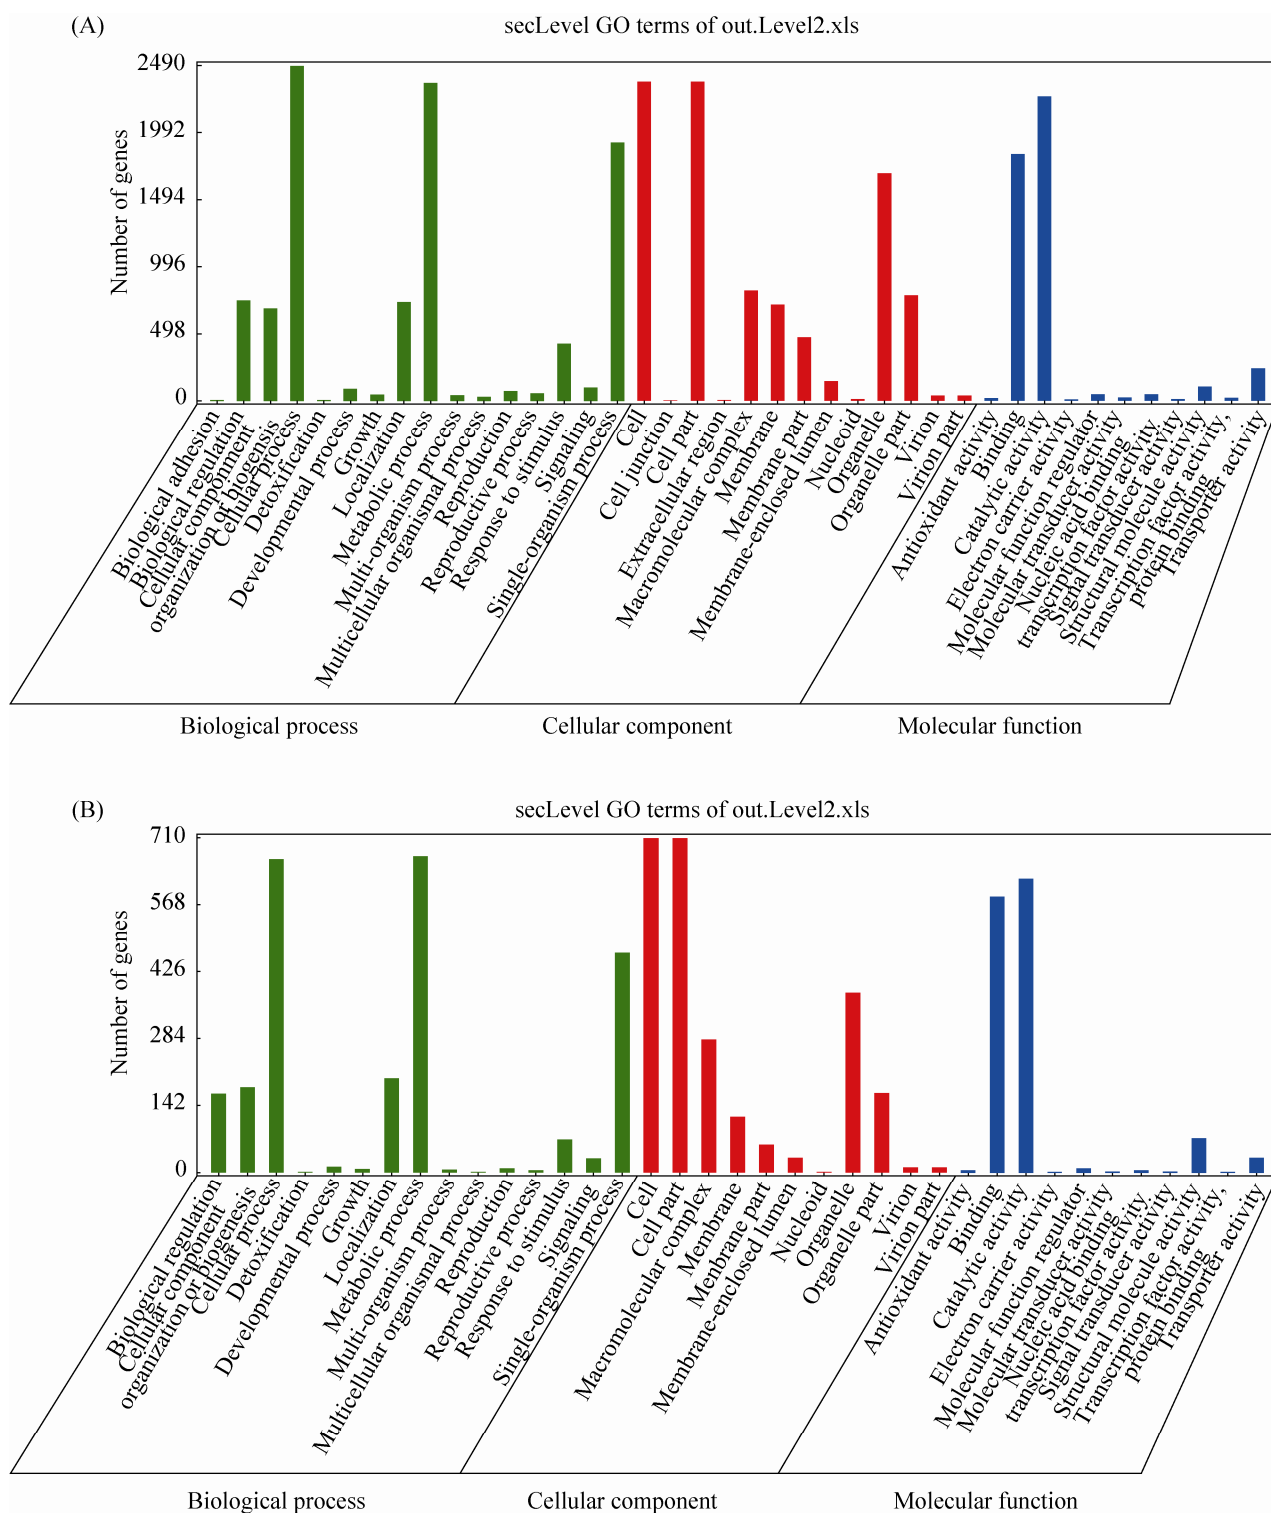 (A)
secLevel GO terms of out.Level2.xls
Number of genes
2490
1992
1494
996
498
0
Biological adhesion
Biological regulation
Cellular component
organization or biogenesis
Cellular process
Detoxification
Developmental process
Growth
Localization
Metabolic process
Multi-organism process
Multicellular organismal process
Reproduction
Reproductive process
Response to stimulus
Signaling
Single-organism process
Cell
Cell junction
Cell part
Extracellular region
Macromolecular complex
Membrane
Membrane part
Membrane-enclosed lumen
Nucleoid
Organelle
Organelle part
Virion
Virion part
Antioxidant activity
Binding
Catalytic activity
Electron carrier activity
Molecular function regulator
Molecular transducer activity
Nucleic acid binding
transcription factor activity,
Signal transducer activity
Structural molecule activity
Transcription factor activity,
protein binding
Transporter activity
Biological process
Cellular component
Molecular function
(B)
secLevel GO terms of out.Level2.xls
Number of genes
710
568
426
284
142
0
Biological regulation
Cellular component
organization or biogenesis
Cellular process
Detoxification
Developmental process
Growth
Localization
Metabolic process
Multi-organism process
Multicellular organismal process
Reproduction
Reproductive process
Response to stimulus
Signaling
Single-organism process
Cell
Cell part
Macromolecular complex
Membrane
Menbrane part
Membrane-enclosed lumen
Nucleoid
Organelle
Organelle part
Virion
Virion part
Antioxidant activity
Binding
Catalytic activity
Electron carrier activity
Molecular function regulator
Molecular transducer activity
Nucleic acid binding
transcription factor activity
Signal transducer activity
Structural molecule activity
Transcription factor activity,
protein binding
Transporter activity
Biological process
Cellular component
Molecular function